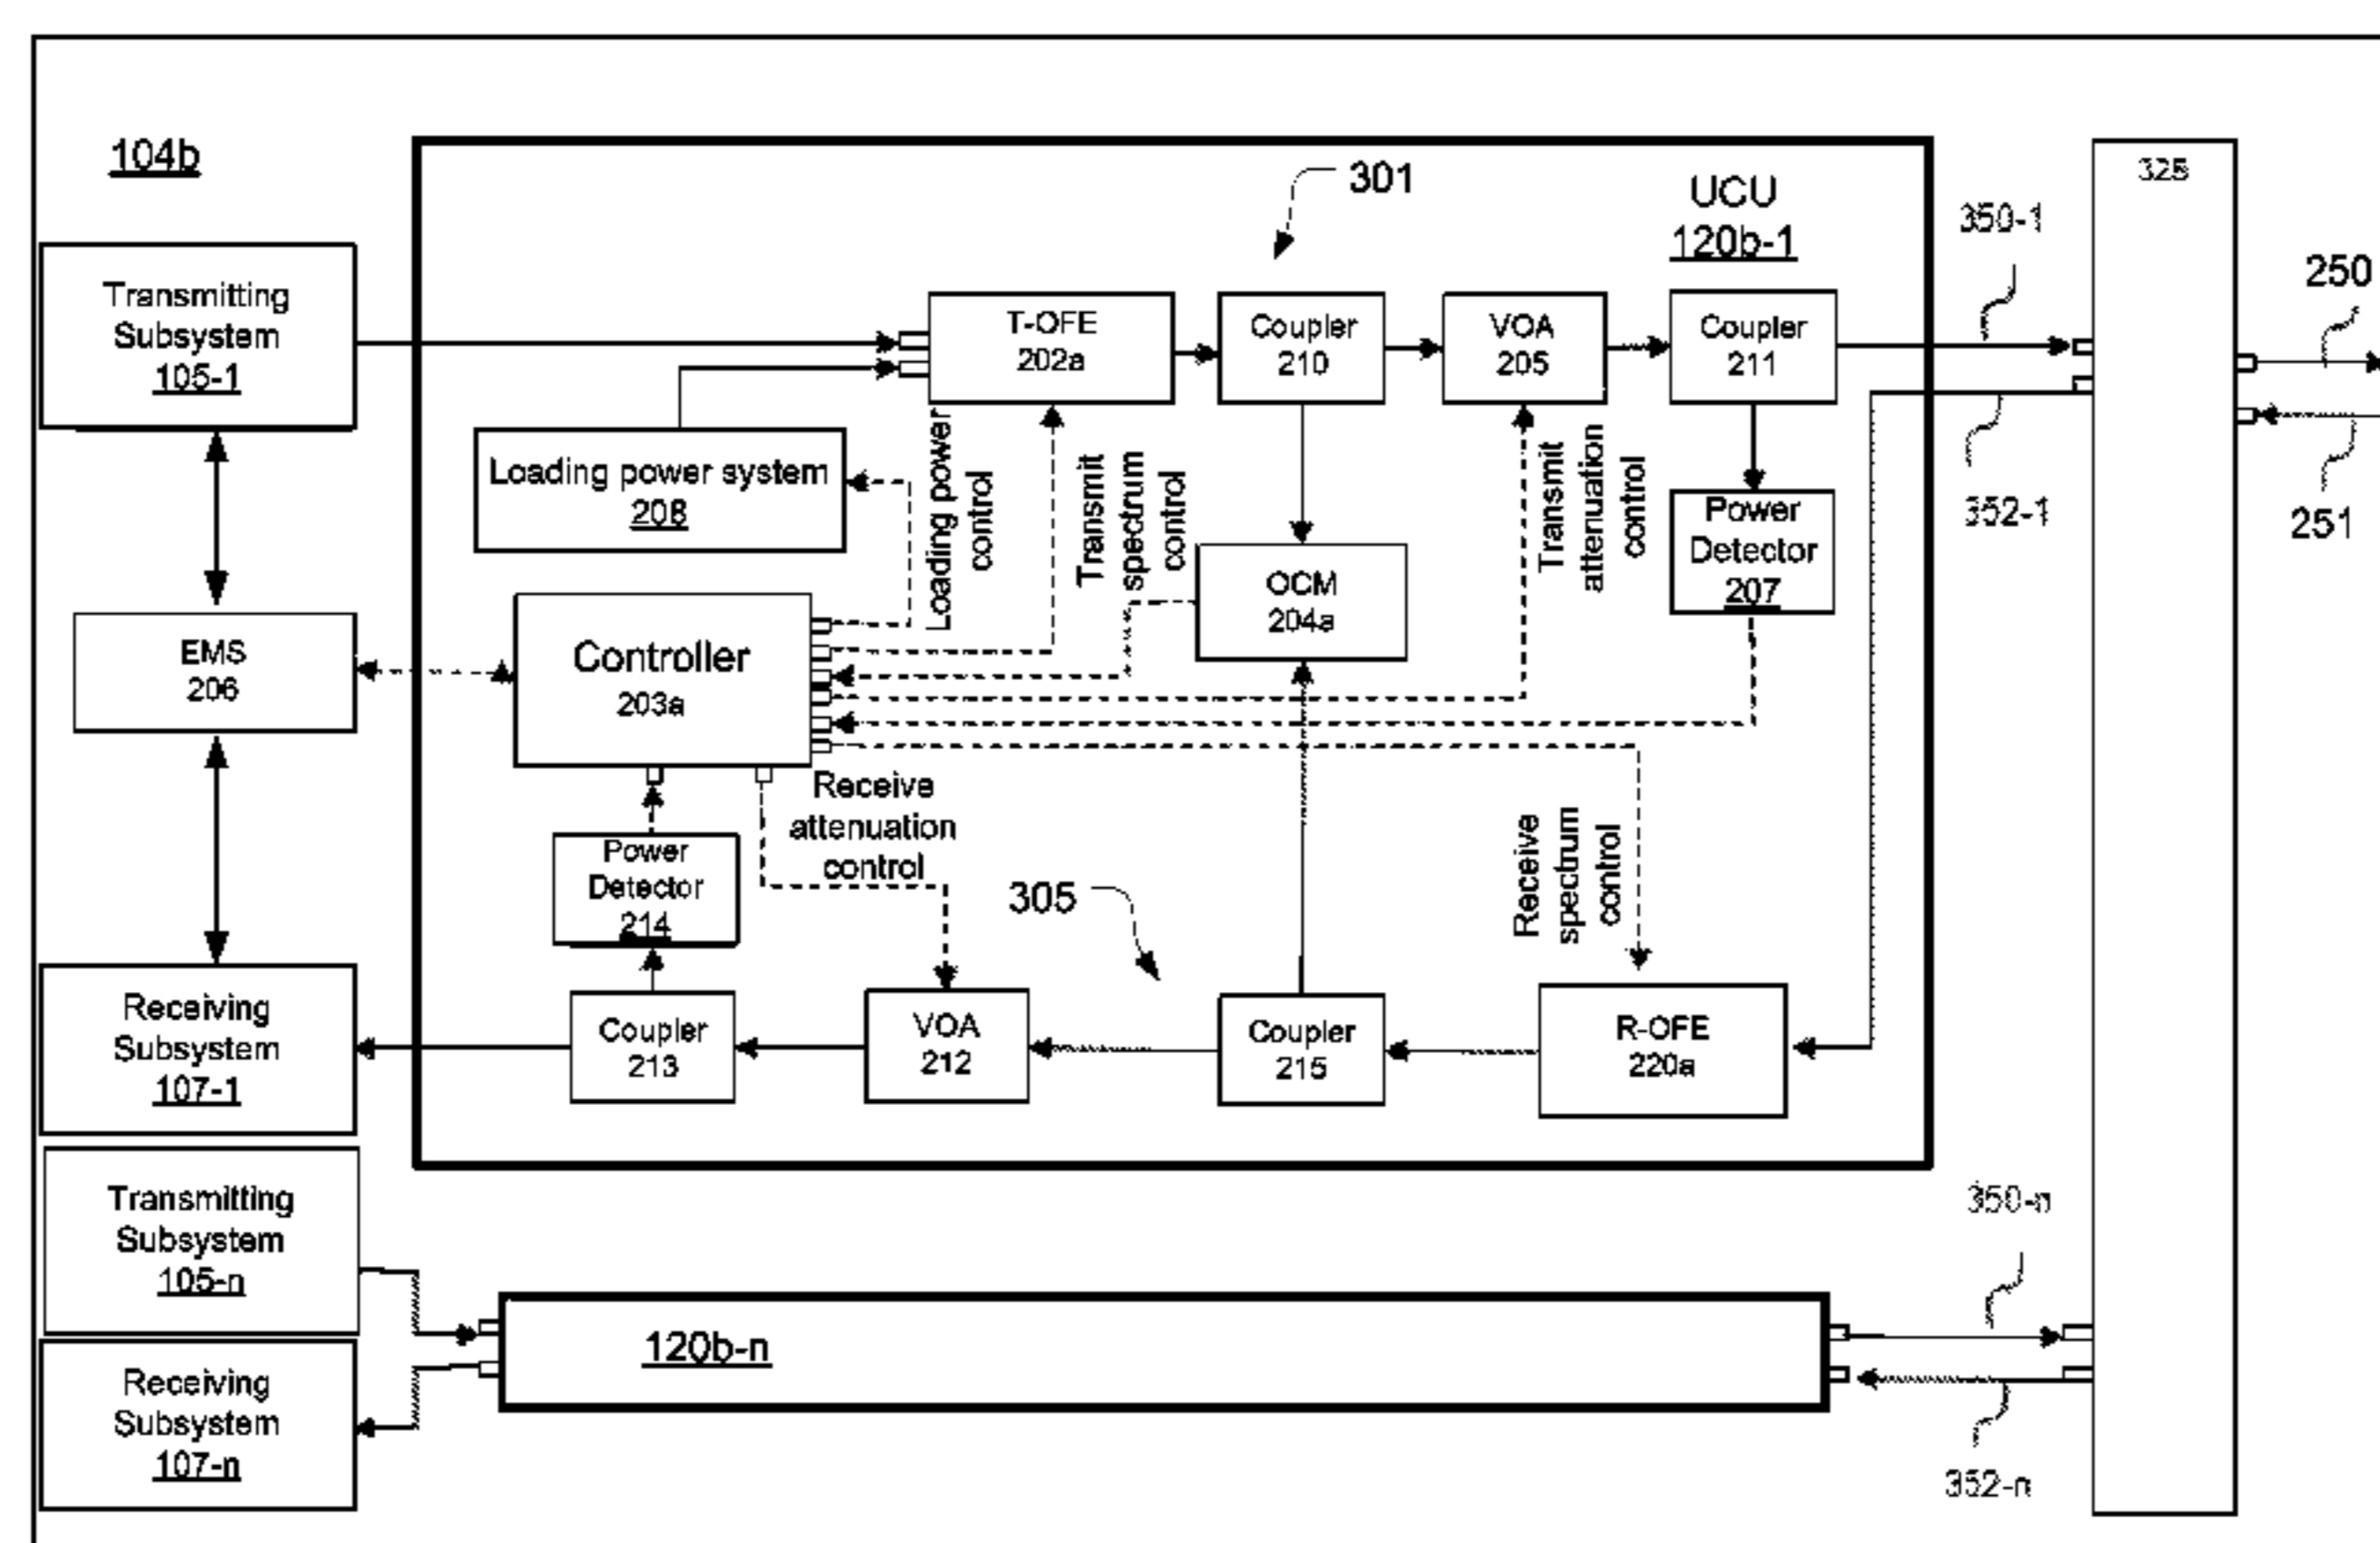 104b
301
UCU
120b-1
325
350-1
250
Transmitting
Subsystem
105-1
T-OFE
202a
Coupler
210
VOA
205
Coupler
211
352-1
251
Loading power system
208
Loading power
control
Transmit
spectrum
control
Transmit
attenuation
control
Power
Detector
207
OCM
204a
EMS
206
Controller
203a
Receive
attenuation
control
Power
Detector
214
305
Receive
spectrum
control
Receiving
Subsystem
107-1
Coupler
213
VOA
212
Coupler
215
R-OFE
220a
Transmitting
Subsystem
105-n
350-n
120b-n
Receiving
Subsystem
107-n
352-n